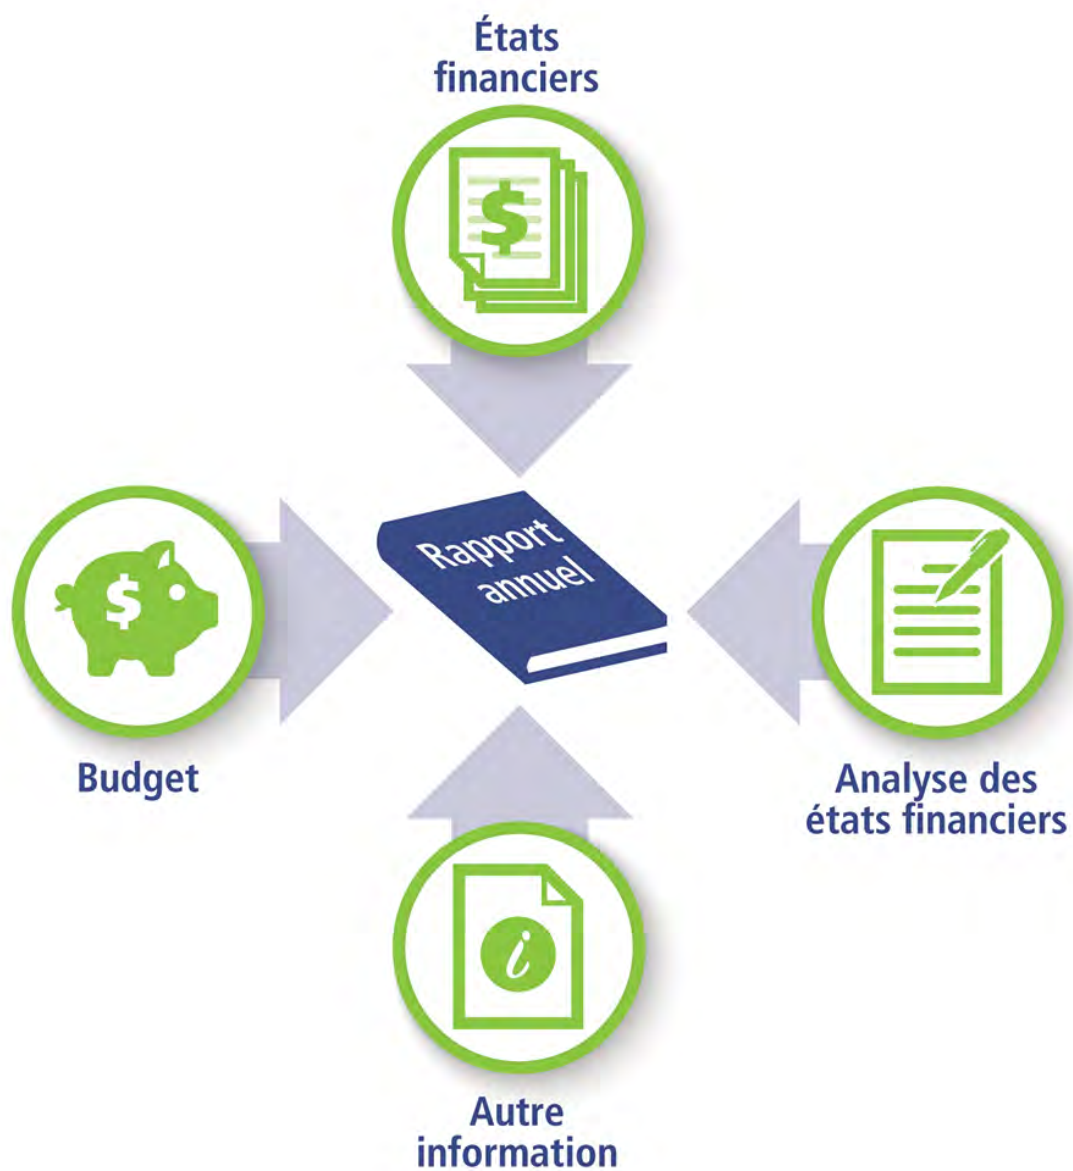 États
financiers
$
Rapport
annuel
$
Budget
Analyse des
états financiers
i
Autre
information